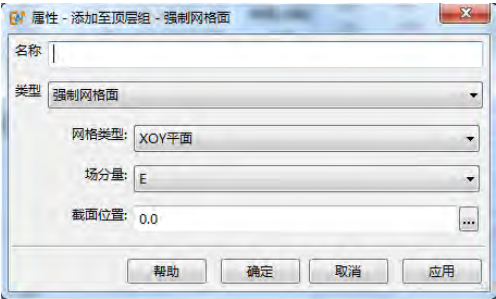 属性 - 添加至顶层组 - 强制网格面
名称
类型 强制网格面
网格类型: XOY平面
场分量: E
截面位置: 0.0 ...
帮助 确定 取消 应用